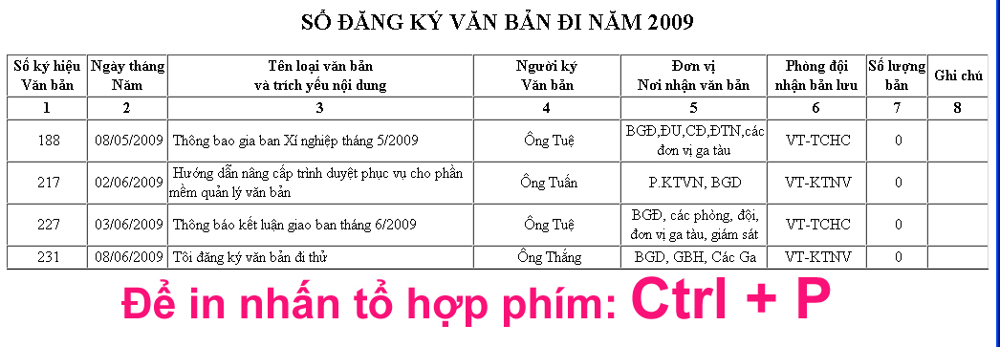 SỔ ĐĂNG KÝ VĂN BẢN ĐI NĂM 2009
Số ký hiệu Văn bản | Ngày tháng Năm | Tên loại văn bản và trích yếu nội dung | Người ký Văn bản | Đơn vị Nơi nhận văn bản | Phòng đội nhận bản lưu | Số lượng bản | Ghi chú
1 | 2 | 3 | 4 | 5 | 6 | 7 | 8
188 | 08/05/2009 | Thông bao gia ban Xí nghiệp tháng 5/2009 | Ông Tuệ | BGĐ,ĐU,CĐ,ĐTN,các đơn vị ga tàu | VT-TCHC | 0
217 | 02/06/2009 | Hướng dẫn nâng cấp trình duyệt phục vụ cho phần mềm quản lý văn bản | Ông Tuấn | P.KTVN, BGD | VT-KTNV | 0
227 | 03/06/2009 | Thông báo kết luận giao ban tháng 6/2009 | Ông Tuệ | BGĐ, các phòng, đội, đơn vị ga tàu, giám sát | VT-TCHC | 0
231 | 08/06/2009 | Tôi đăng ký văn bản đi thử | Ông Thắng | BGD, GBH, Các Ga | VT-KTNV | 0
Để in nhấn tổ hợp phím: Ctrl + P